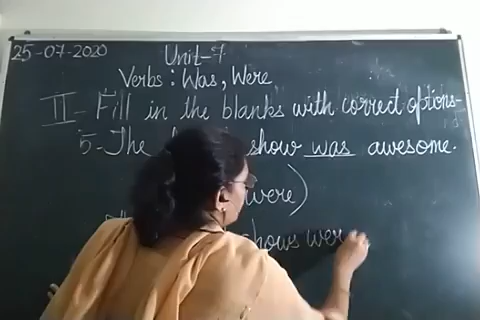 25-07-2020
Unit-7
Verbs: Was, Were
II- Fill in the blanks with correct options-
5-The show was awesome.
were)
shows wer